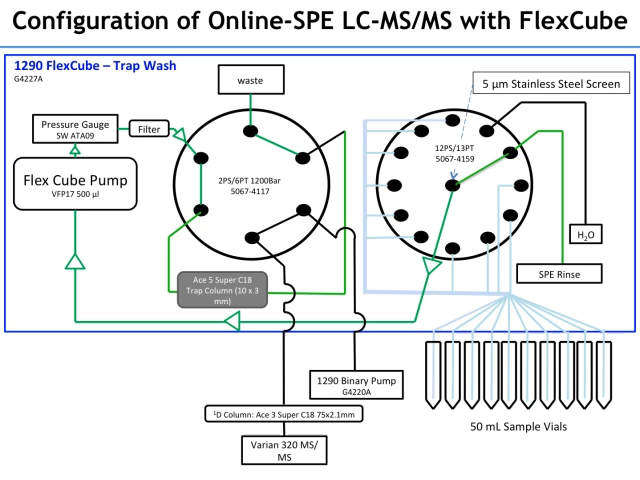 Configuration of Online-SPE LC-MS/MS with FlexCube
1290 FlexCube – Trap Wash
G4227A
waste
5 µm Stainless Steel Screen
Pressure Gauge
SW ATA09
Filter
12PS/13PT
5067-4159
Flex Cube Pump
VFP17 500 µl
2PS/6PT 1200Bar
5067-4117
H₂O
SPE Rinse
Ace 5 Super C18
Trap Column (10 x 3
mm)
1290 Binary Pump
G4220A
¹D Column: Ace 3 Super C18 75x2.1mm
50 mL Sample Vials
Varian 320 MS/
MS